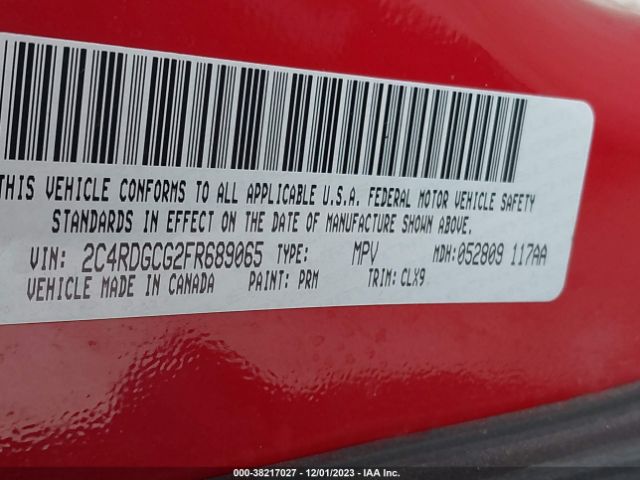 THIS VEHICLE CONFORMS TO ALL APPLICABLE U.S.A. FEDERAL MOTOR VEHICLE SAFETY
STANDARDS IN EFFECT ON THE DATE OF MANUFACTURE SHOWN ABOVE.
VIN: 2C4RDGCG2FR689065 TYPE: MPV MDH:052809 117AA
VEHICLE MADE IN CANADA PAINT: PRM TRIM: CLX9
000-38217027 - 12/01/2023 - IAA Inc.